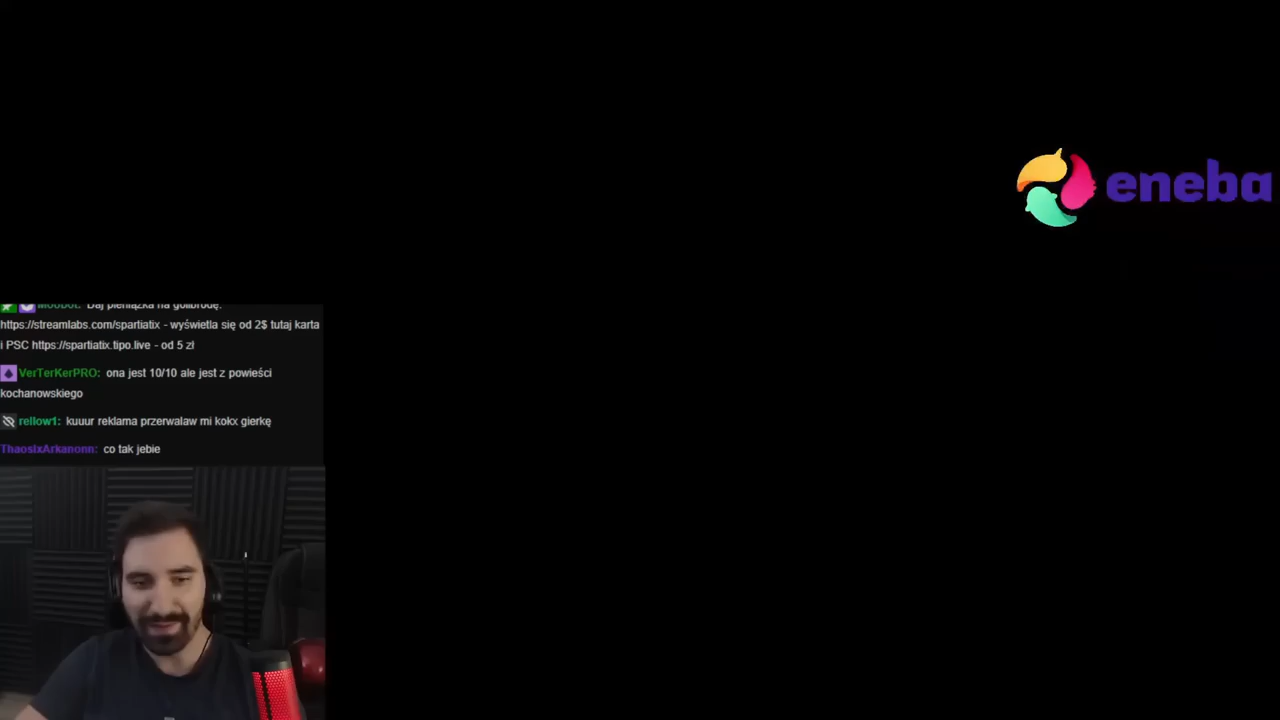 eneba
Moobot: Daj pieniążka na golibrodę:
https://streamlabs.com/spartiatix - wyświetla się od 2$ tutaj karta
i PSC https://spartiatix.tipo.live - od 5 zł
VerTerKerPRO: ona jest 10/10 ale jest z powieści
kochanowskiego
rellow1: kuuur reklama przerwalaw mi kokx gierkę
ThaosIxArkanonn: co tak jebie